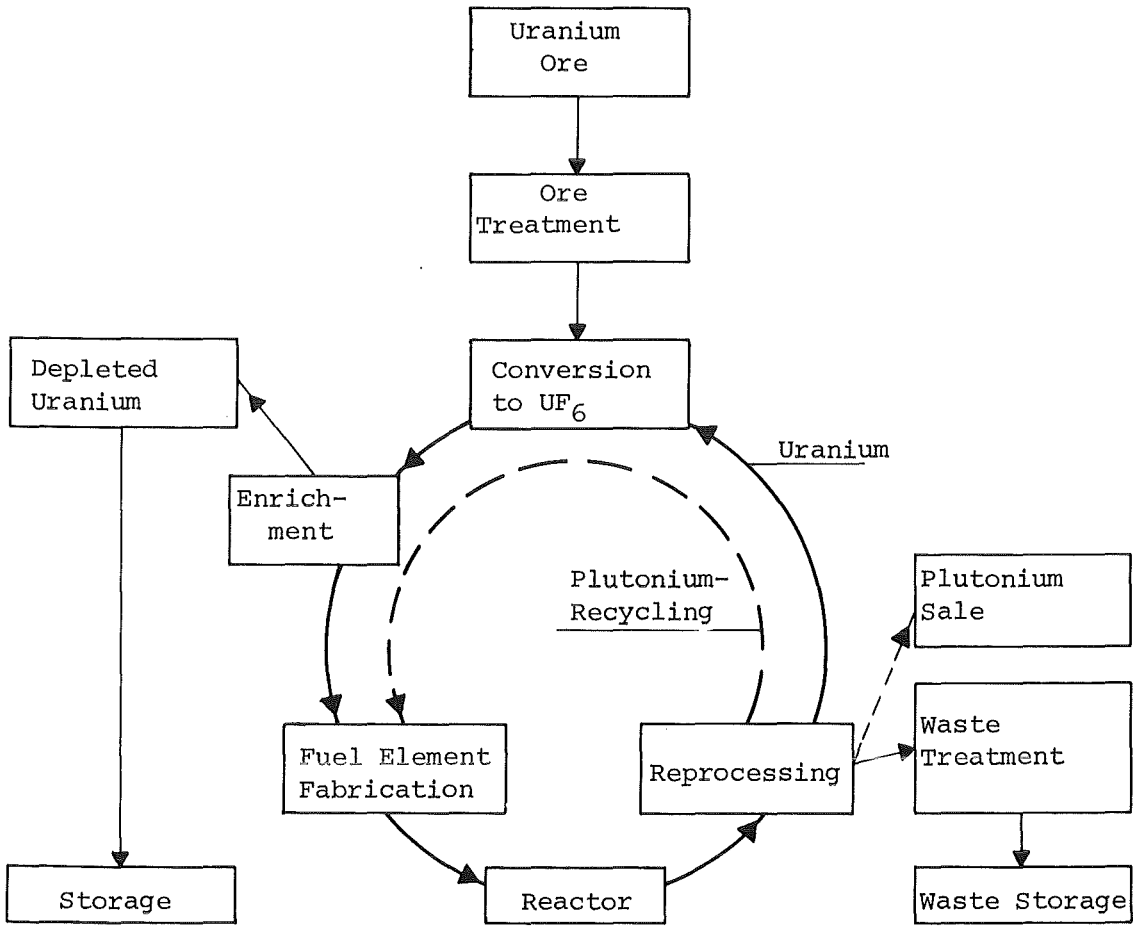 Uranium
Ore
Ore
Treatment
Conversion
to UF₆
Depleted
Uranium
Uranium
Enrich-
ment
Plutonium-
Recycling
Plutonium
Sale
Waste
Treatment
Fuel Element
Fabrication
Reprocessing
Storage
Reactor
Waste Storage